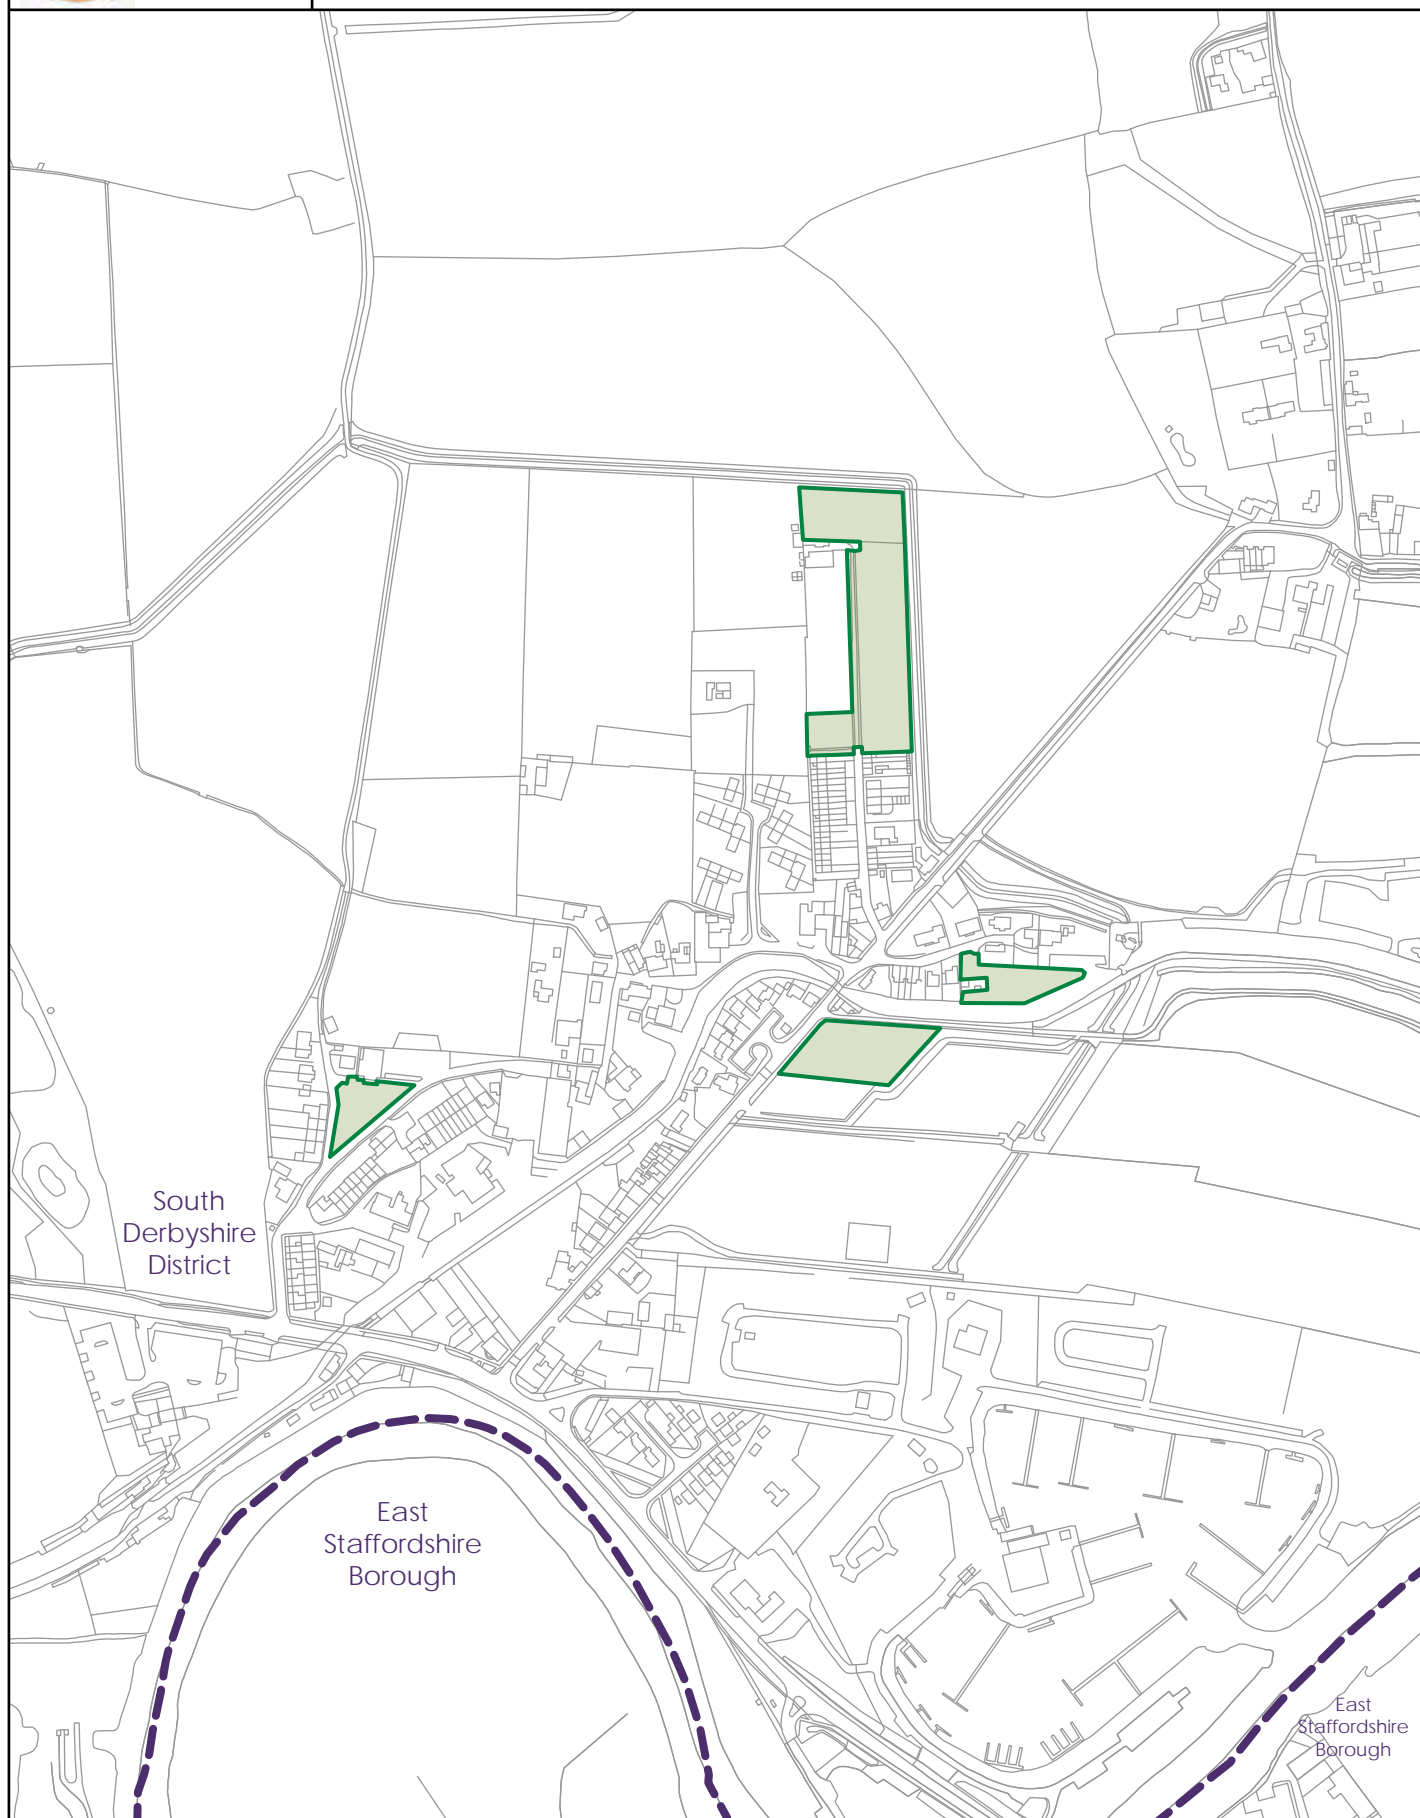 South
Derbyshire
District
East
Staffordshire
Borough
East
Staffordshire
Borough